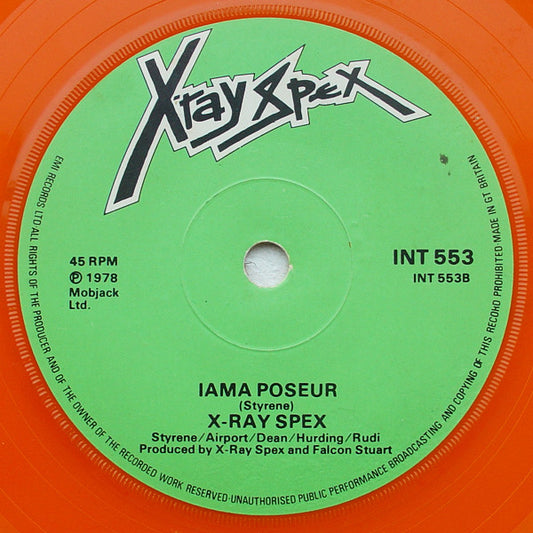 X-ray Spex
45 RPM
Ⓟ 1978
Mobjack
Ltd.
INT 553
INT 553B
IAMA POSEUR
(Styrene)
X-RAY SPEX
Styrene/Airport/Dean/Hurding/Rudi
Produced by X-Ray Spex and Falcon Stuart
EMI RECORDS LTD ALL RIGHTS OF THE PRODUCER AND OF THE OWNER OF THE RECORDED WORK RESERVED·UNAUTHORISED PUBLIC PERFORMANCE BROADCASTING AND COPYING OF THIS RECORD PROHIBITED·MADE IN GT BRITAIN